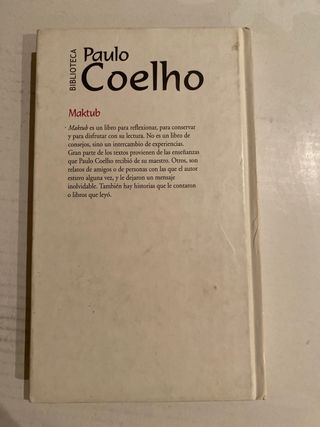 BIBLIOTECA
Paulo
Coelho
Maktub
Maktub es un libro para reflexionar, para conservar
y para disfrutar con su lectura. No es un libro de
consejos, sino un intercambio de experiencias.
Gran parte de los textos provienen de las enseñanzas
que Paulo Coelho recibió de su maestro. Otros, son
relatos de amigos o de personas con las que el autor
estuvo alguna vez, y le dejaron un mensaje
inolvidable. También hay historias que le contaron
o libros que leyó.